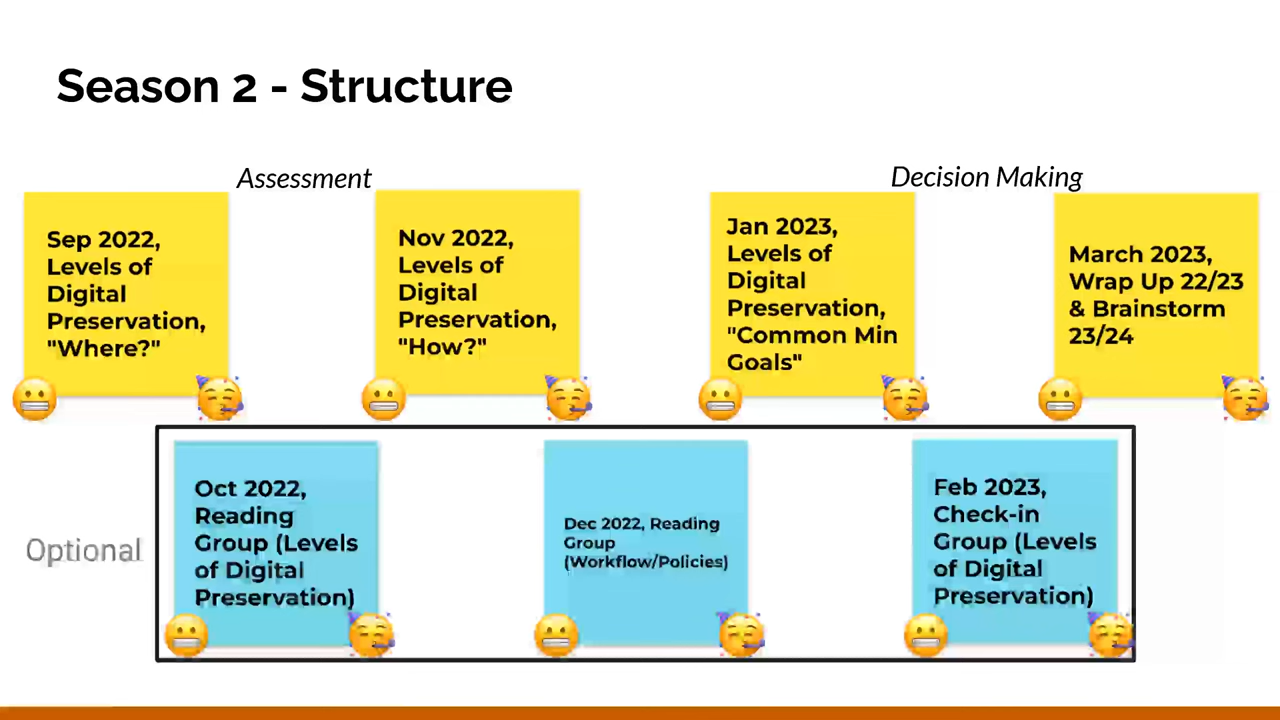 Season 2 - Structure
Assessment
Decision Making
Sep 2022,
Levels of
Digital
Preservation,
"Where?"
Nov 2022,
Levels of
Digital
Preservation,
"How?"
Jan 2023,
Levels of
Digital
Preservation,
"Common Min
Goals"
March 2023,
Wrap Up 22/23
& Brainstorm
23/24
Optional
Oct 2022,
Reading
Group (Levels
of Digital
Preservation)
Dec 2022, Reading
Group
(Workflow/Policies)
Feb 2023,
Check-in
Group (Levels
of Digital
Preservation)